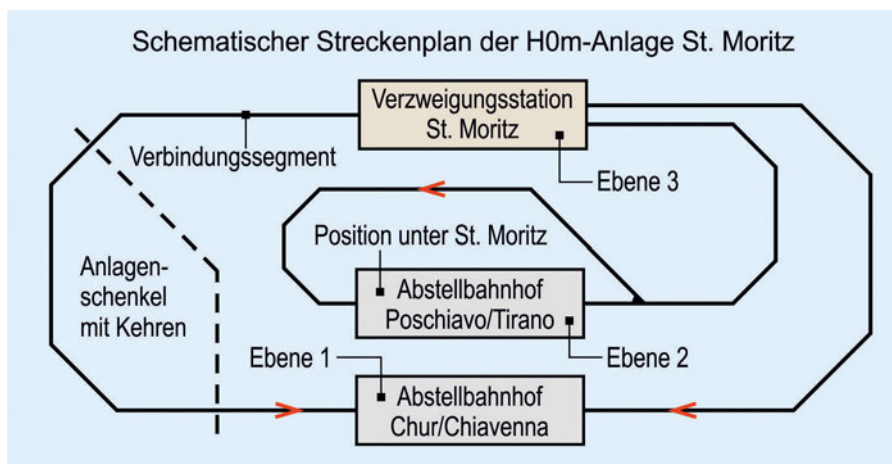 Schematischer Streckenplan der H0m-Anlage St. Moritz
Verzweigungsstation
St. Moritz
Verbindungssegment
Ebene 3
Position unter St. Moritz
Anlagen-
schenkel
mit Kehren
Abstellbahnhof
Poschiavo/Tirano
Ebene 1
Ebene 2
Abstellbahnhof
Chur/Chiavenna